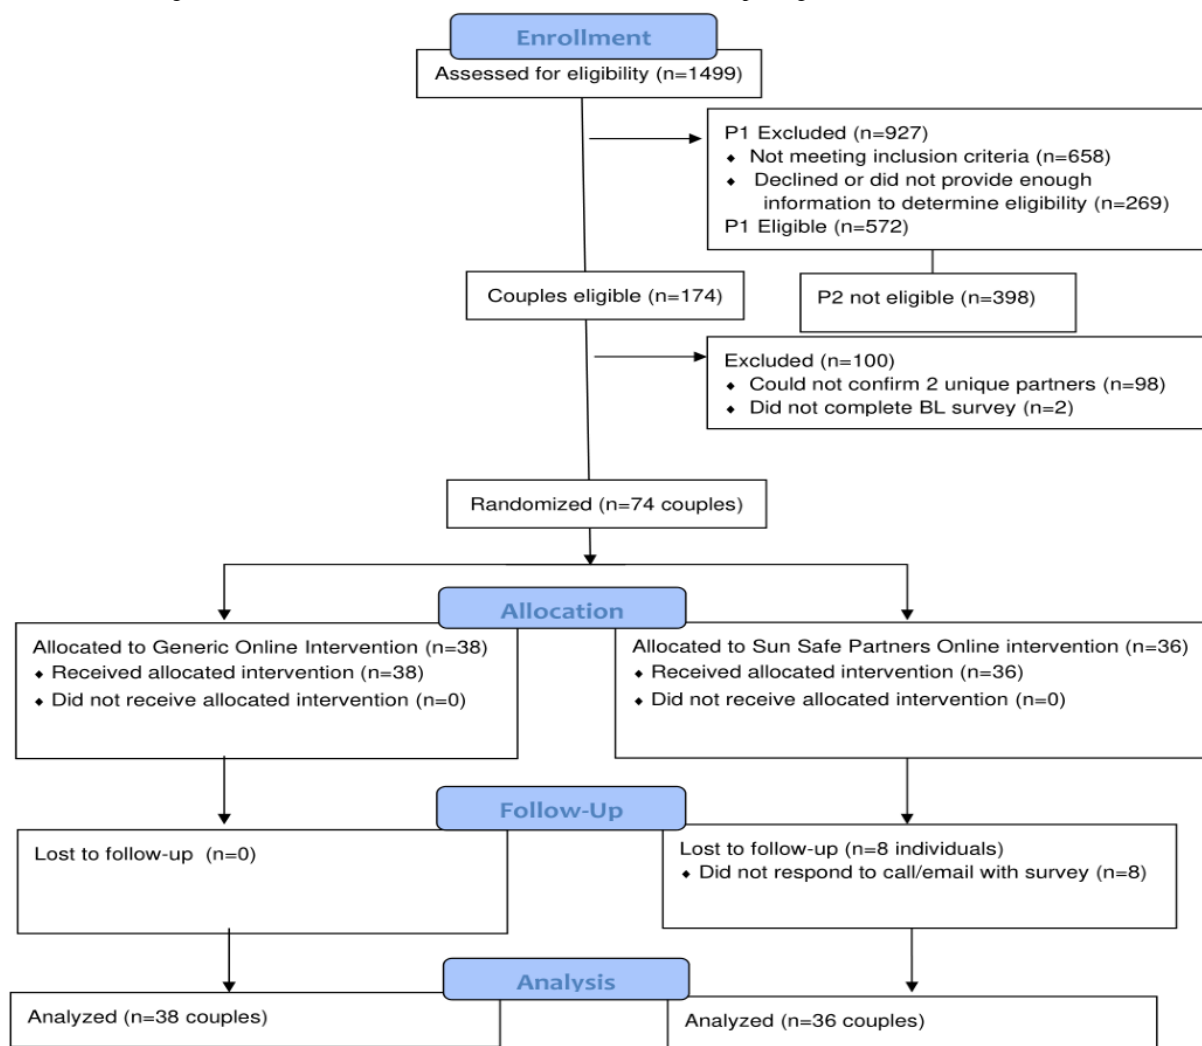 Enrollment
Assessed for eligibility (n=1499)
P1 Excluded (n=927)
⬥ Not meeting inclusion criteria (n=658)
⬥ Declined or did not provide enough
information to determine eligibility (n=269)
P1 Eligible (n=572)
Couples eligible (n=174)
P2 not eligible (n=398)
Excluded (n=100)
⬥ Could not confirm 2 unique partners (n=98)
⬥ Did not complete BL survey (n=2)
Randomized (n=74 couples)
Allocation
Allocated to Generic Online Intervention (n=38)
⬥ Received allocated intervention (n=38)
⬥ Did not receive allocated intervention (n=0)
Allocated to Sun Safe Partners Online intervention (n=36)
⬥ Received allocated intervention (n=36)
⬥ Did not receive allocated intervention (n=0)
Follow-Up
Lost to follow-up (n=0)
Lost to follow-up (n=8 individuals)
⬥ Did not respond to call/email with survey (n=8)
Analysis
Analyzed (n=38 couples)
Analyzed (n=36 couples)